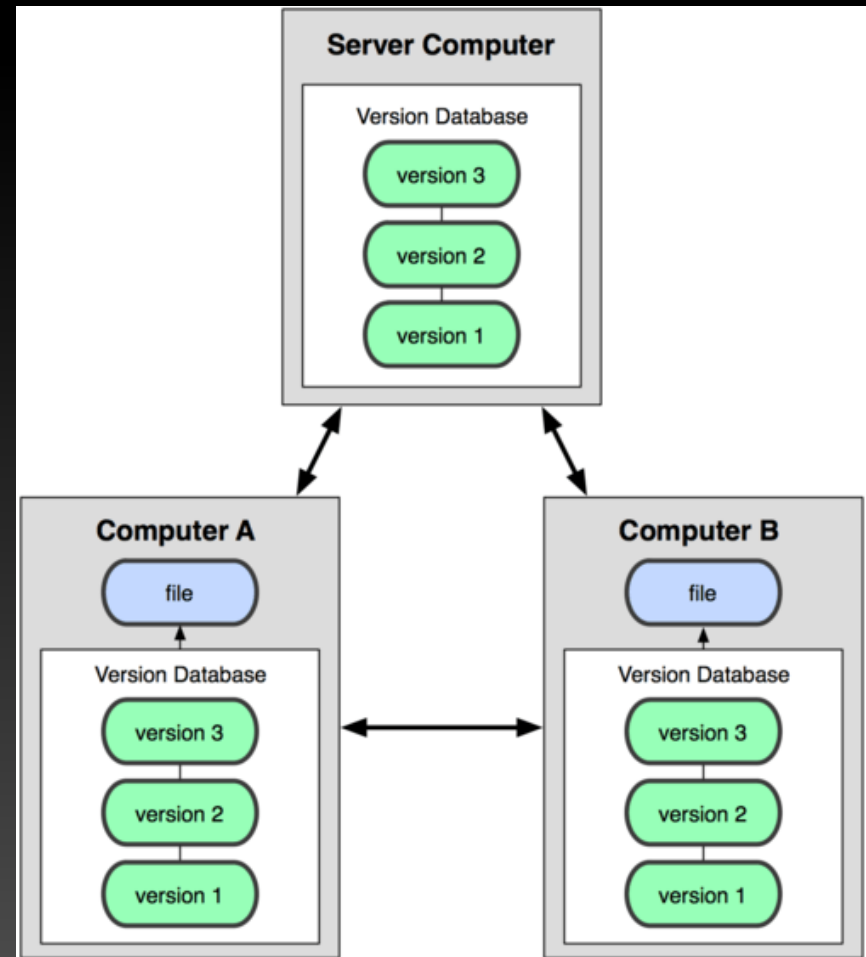 Server Computer
Version Database
version 3
version 2
version 1
Computer A
file
Version Database
version 3
version 2
version 1
Computer B
file
Version Database
version 3
version 2
version 1